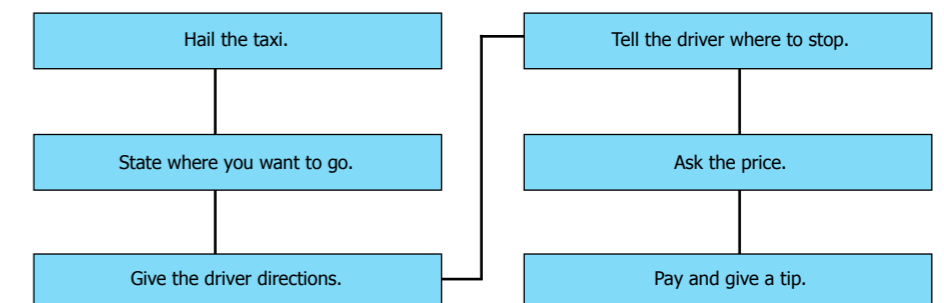 Hail the taxi.
State where you want to go.
Give the driver directions.
Tell the driver where to stop.
Ask the price.
Pay and give a tip.